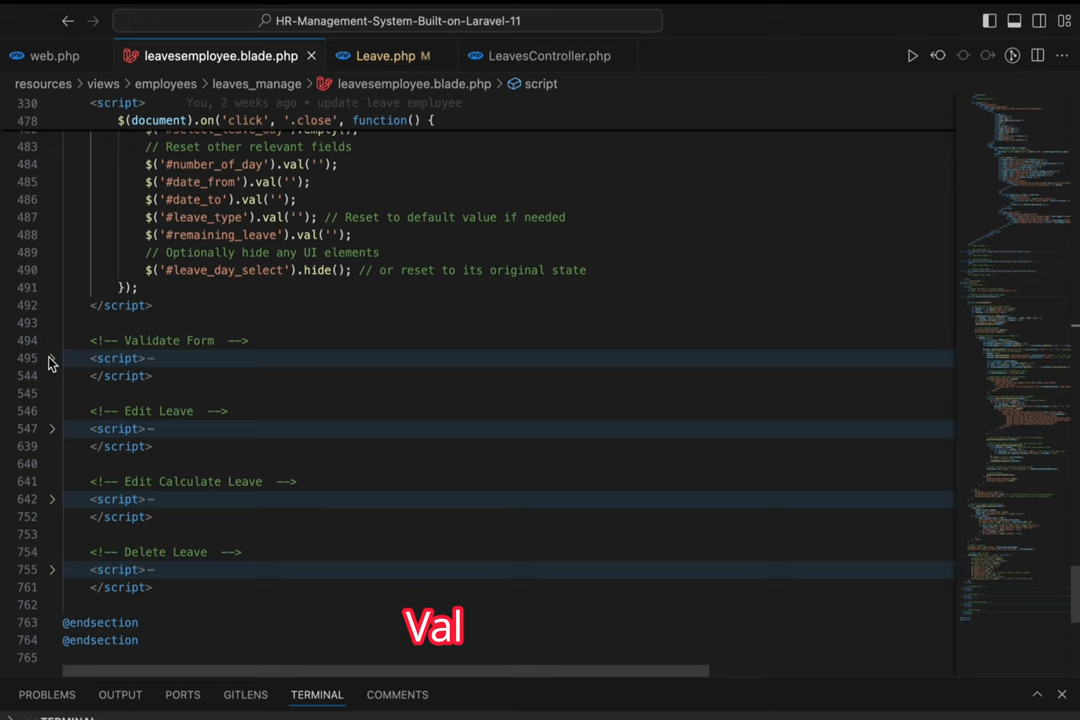 HR-Management-System-Built-on-Laravel-11
web.php
leavesemployee.blade.php
Leave.php M
LeavesController.php
resources > views > employees > leaves_manage > leavesemployee.blade.php > script
330 <script> You, 2 weeks ago • update leave employee
478 $(document).on('click', '.close', function() {
482 $('#select_leave_day').empty();
483 // Reset other relevant fields
484 $('#number_of_day').val('');
485 $('#date_from').val('');
486 $('#date_to').val('');
487 $('#leave_type').val(''); // Reset to default value if needed
488 $('#remaining_leave').val('');
489 // Optionally hide any UI elements
490 $('#leave_day_select').hide(); // or reset to its original state
491 });
492 </script>
493
494 <!-- Validate Form -->
495 <script>⋯
544 </script>
545
546 <!-- Edit Leave -->
547 <script>⋯
639 </script>
640
641 <!-- Edit Calculate Leave -->
642 <script>⋯
752 </script>
753
754 <!-- Delete Leave -->
755 <script>⋯
761 </script>
762
763 @endsection
764 @endsection
765
Val
PROBLEMS OUTPUT PORTS GITLENS TERMINAL COMMENTS
TERMINAL